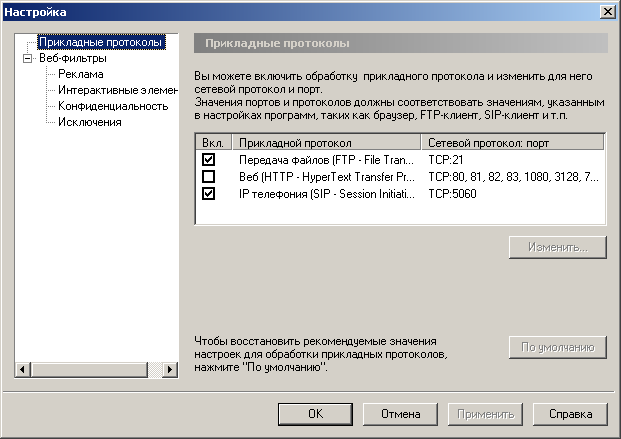 Настройка
Прикладные протоколы
Веб-фильтры
Реклама
Интерактивные элемен
Конфиденциальность
Исключения
Прикладные протоколы
Вы можете включить обработку прикладного протокола и изменить для него
сетевой протокол и порт.
Значения портов и протоколов должны соответствовать значениям, указанным
в настройках программ, таких как браузер, FTP-клиент, SIP-клиент и т.п.
Вкл. Прикладной протокол Сетевой протокол: порт
Передача файлов (FTP - File Tran... TCP:21
Веб (HTTP - HyperText Transfer Pr... TCP:80, 81, 82, 83, 1080, 3128, 7...
IP телефония (SIP - Session Initiati... TCP:5060
Изменить...
Чтобы восстановить рекомендуемые значения
настроек для обработки прикладных протоколов,
нажмите "По умолчанию".
По умолчанию
OK Отмена Применить Справка